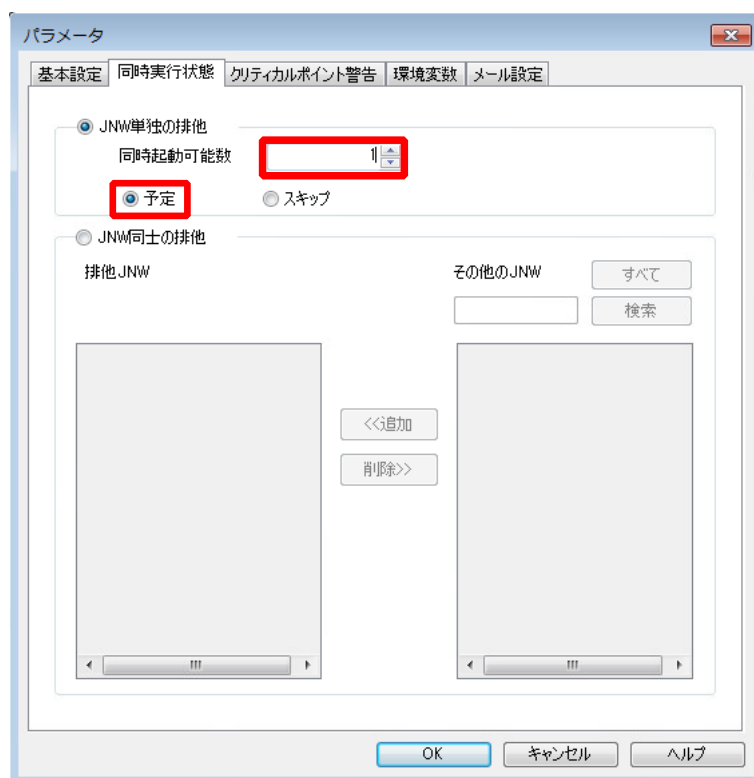 パラメータ
基本設定 同時実行状態 クリティカルポイント警告 環境変数 メール設定
JNW単独の排他
同時起動可能数 1
予定 スキップ
JNW同士の排他
排他JNW その他のJNW すべて
検索
<<追加
削除>>
OK キャンセル ヘルプ